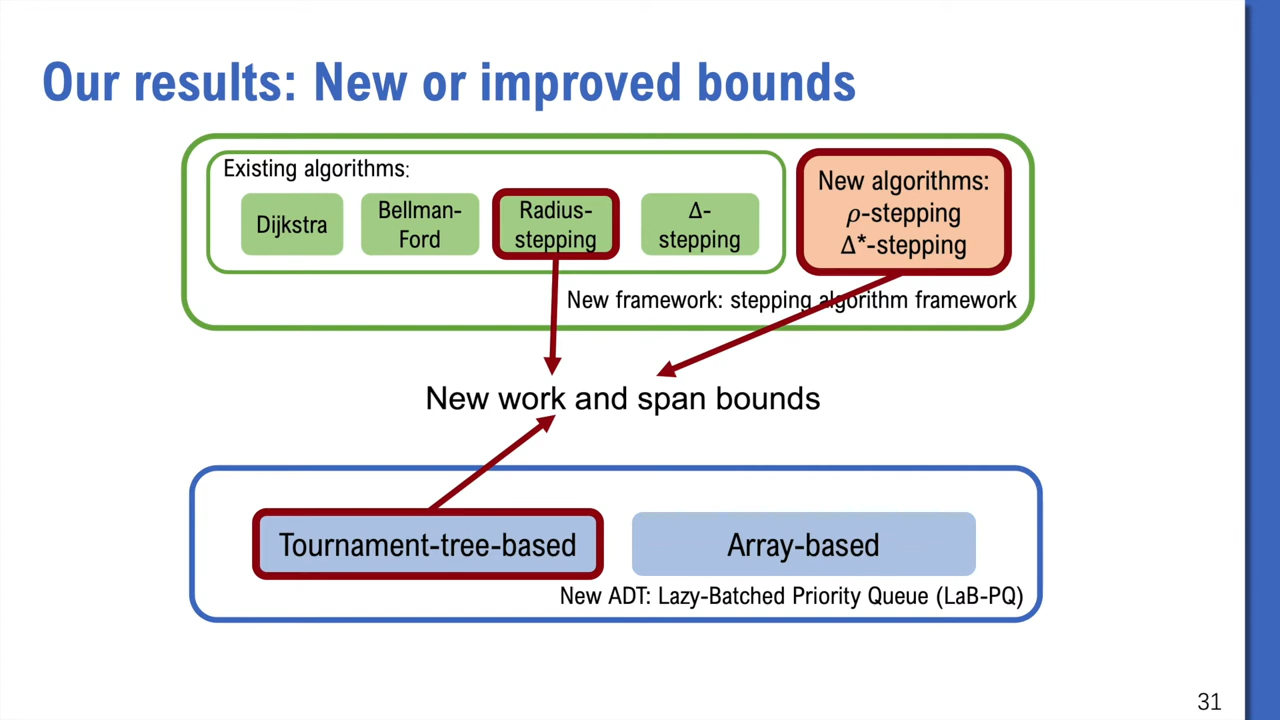 Our results: New or improved bounds
Existing algorithms:
Dijkstra
Bellman-
Ford
Radius-
stepping
Δ-
stepping
New algorithms:
ρ-stepping
Δ*-stepping
New framework: stepping algorithm framework
New work and span bounds
Tournament-tree-based
Array-based
New ADT: Lazy-Batched Priority Queue (LaB-PQ)
31